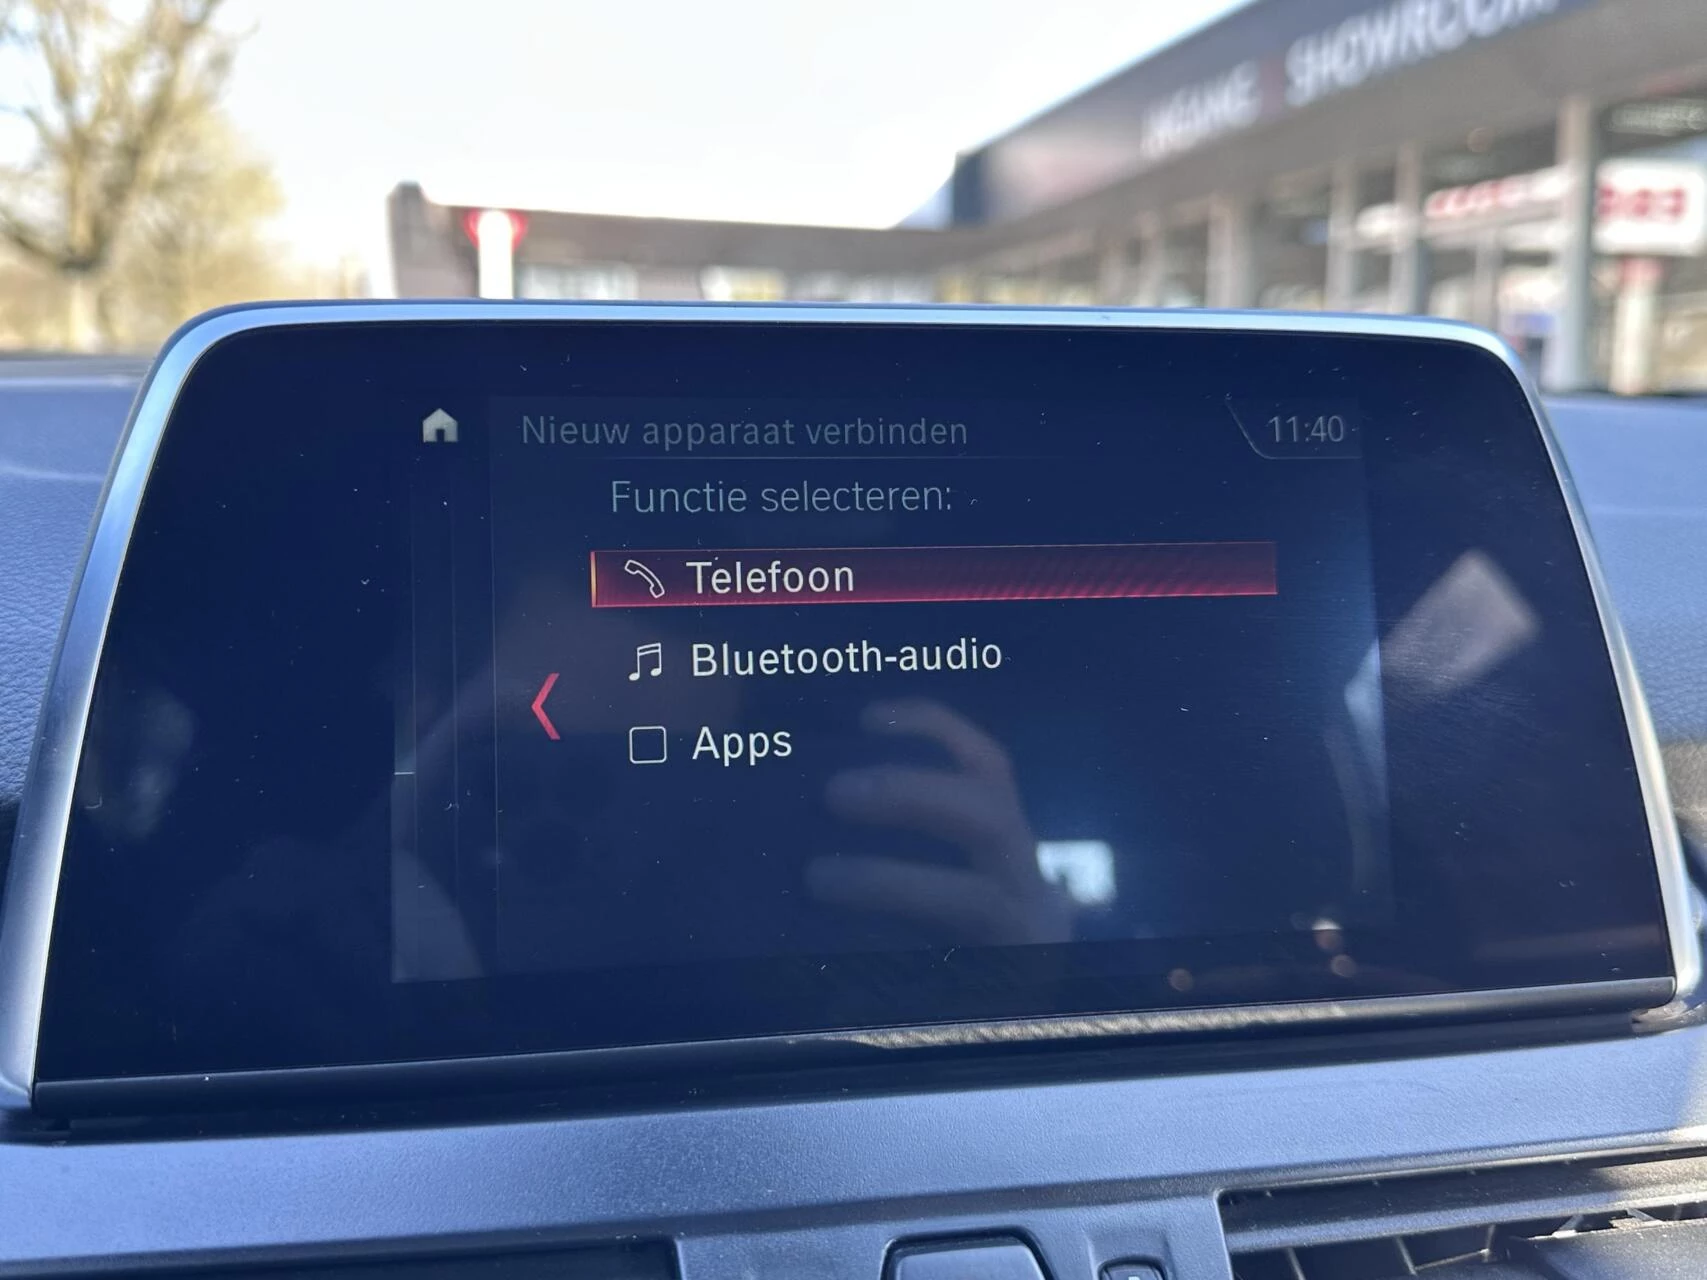 SHOWROOM
Nieuw apparaat verbinden
11:40
Functie selecteren:
Telefoon
Bluetooth-audio
Apps